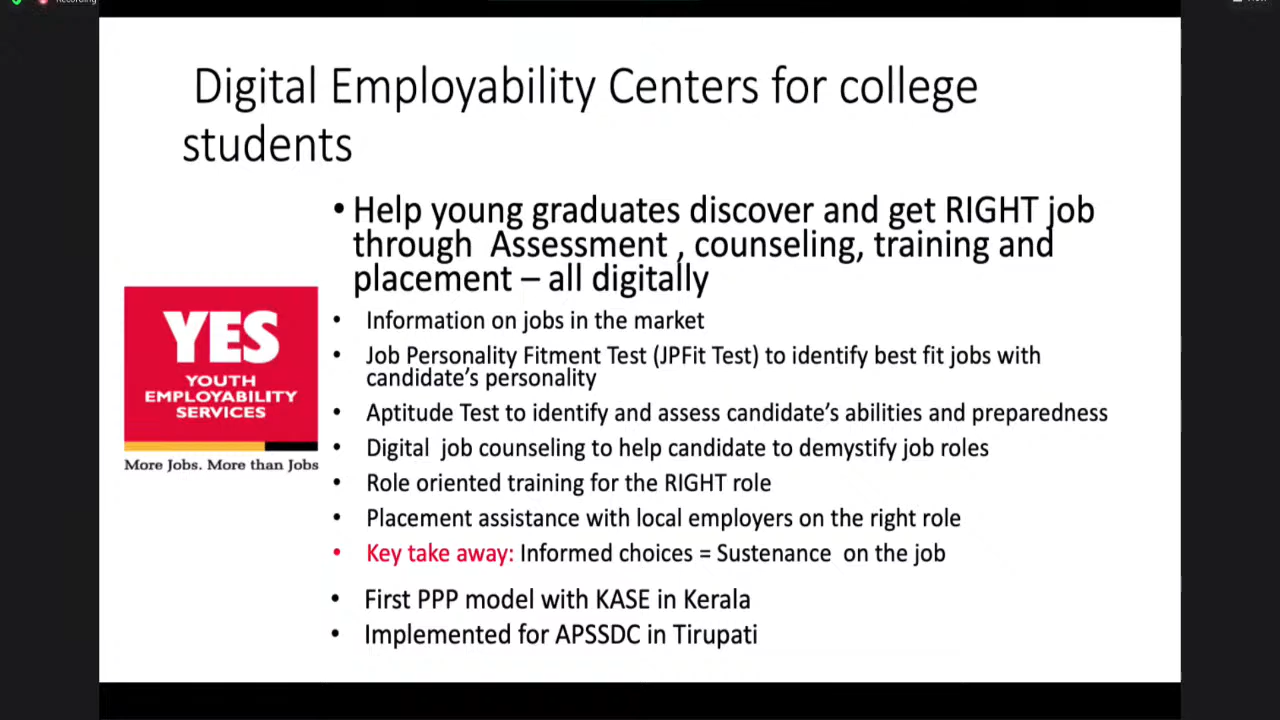 Recording
View
Digital Employability Centers for college
students
• Help young graduates discover and get RIGHT job
through Assessment , counseling, training and
placement – all digitally
• Information on jobs in the market
• Job Personality Fitment Test (JPFit Test) to identify best fit jobs with
candidate's personality
• Aptitude Test to identify and assess candidate's abilities and preparedness
• Digital job counseling to help candidate to demystify job roles
• Role oriented training for the RIGHT role
• Placement assistance with local employers on the right role
• Key take away: Informed choices = Sustenance on the job
• First PPP model with KASE in Kerala
• Implemented for APSSDC in Tirupati
YES
YOUTH
EMPLOYABILITY
SERVICES
More Jobs. More than Jobs